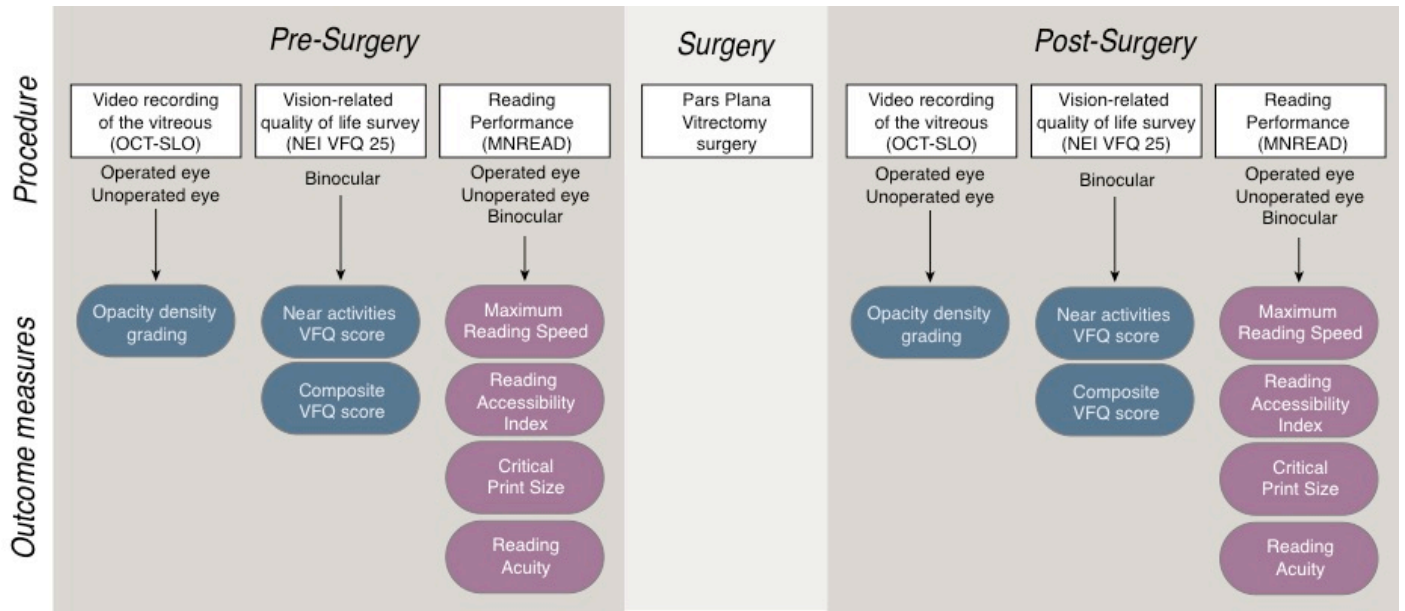 Pre-Surgery
Surgery
Post-Surgery
Procedure
Video recording
of the vitreous
(OCT-SLO)
Operated eye
Unoperated eye
Vision-related
quality of life survey
(NEI VFQ 25)
Binocular
Reading
Performance
(MNREAD)
Operated eye
Unoperated eye
Binocular
Pars Plana
Vitrectomy
surgery
Video recording
of the vitreous
(OCT-SLO)
Operated eye
Unoperated eye
Vision-related
quality of life survey
(NEI VFQ 25)
Binocular
Reading
Performance
(MNREAD)
Operated eye
Unoperated eye
Binocular
Outcome measures
Opacity density
grading
Near activities
VFQ score
Composite
VFQ score
Maximum
Reading Speed
Reading
Accessibility
Index
Critical
Print Size
Reading
Acuity
Opacity density
grading
Near activities
VFQ score
Composite
VFQ score
Maximum
Reading Speed
Reading
Accessibility
Index
Critical
Print Size
Reading
Acuity